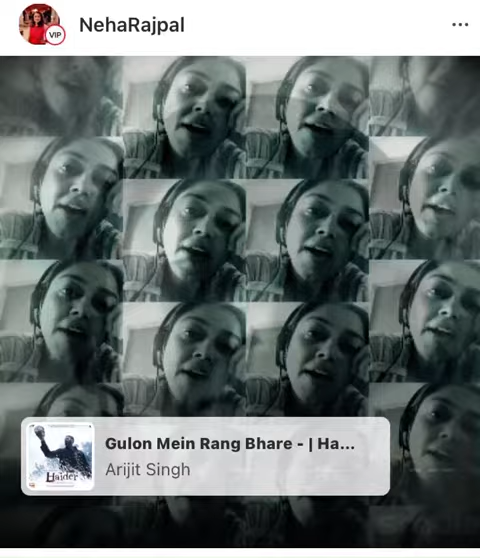 NehaRajpal
VIP
Gulon Mein Rang Bhare - | Ha...
Arijit Singh
Haider